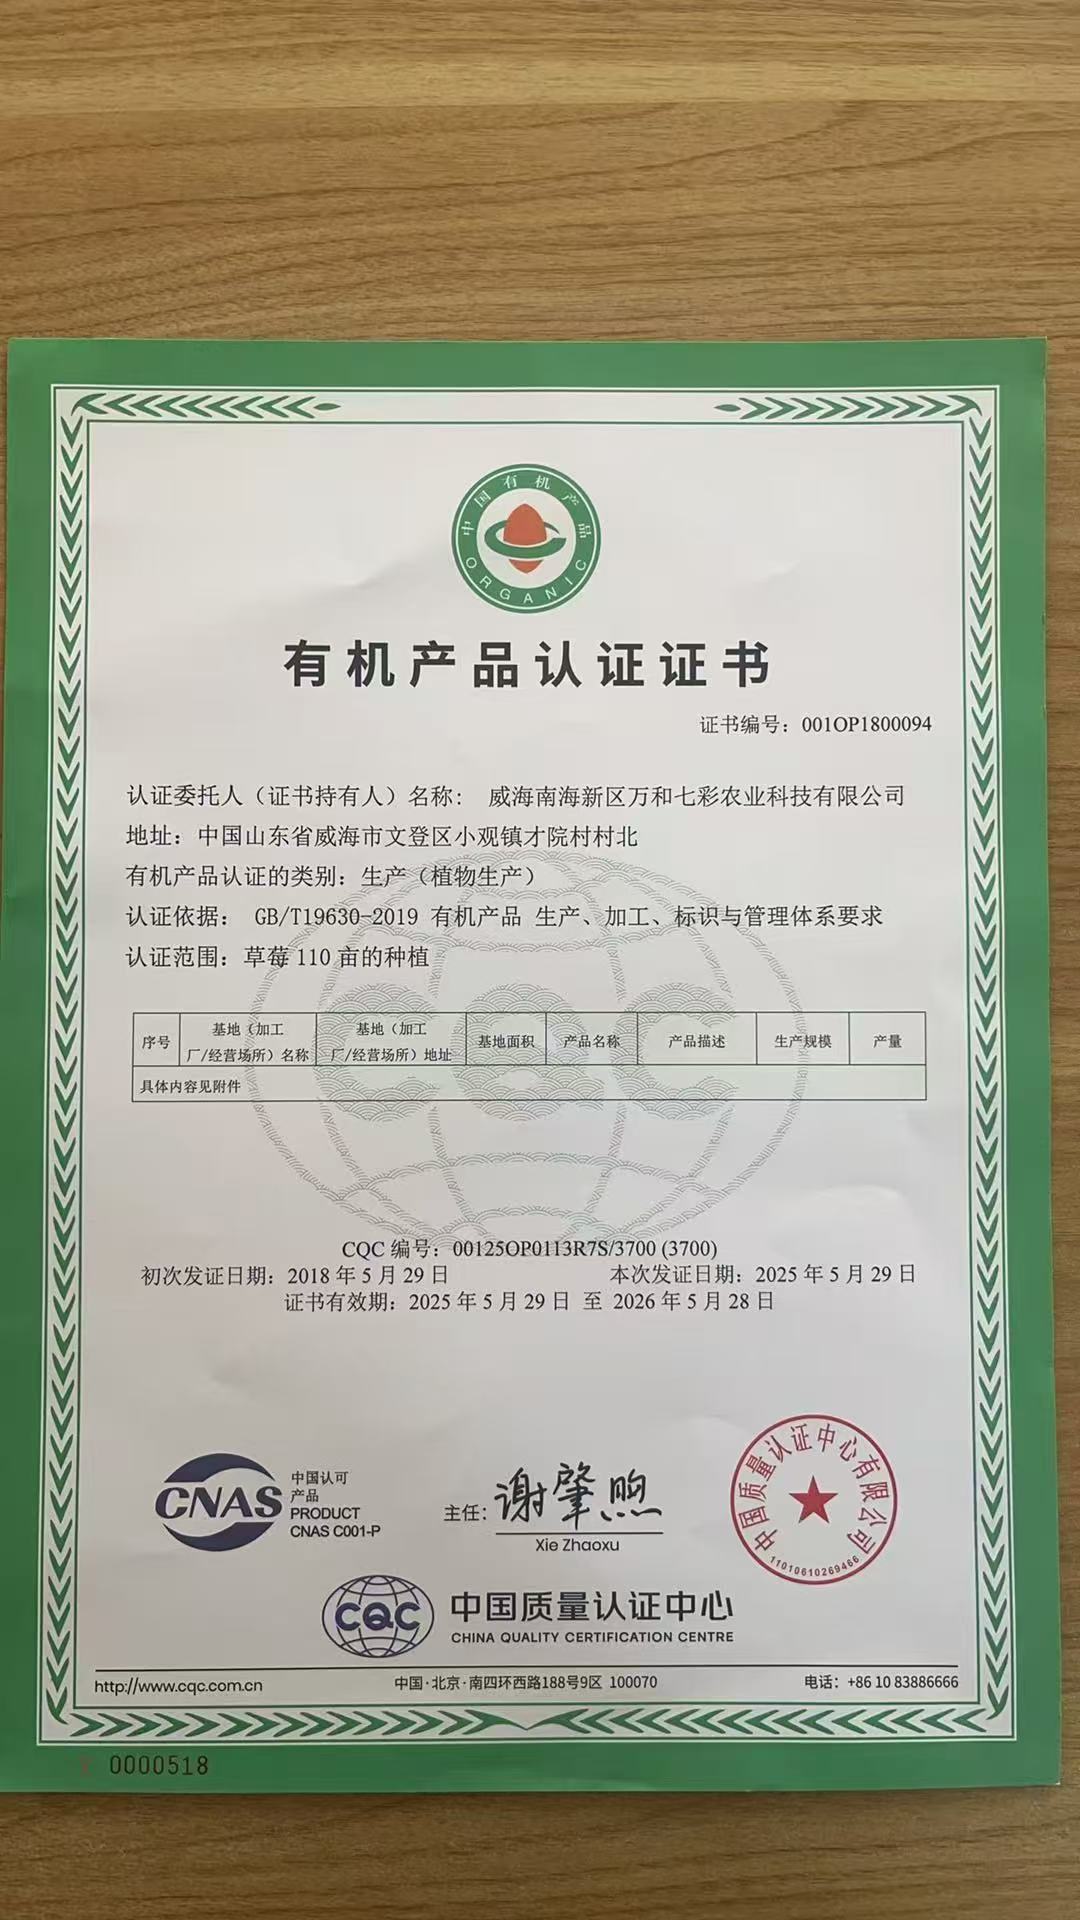 中国有机产品
ORGANIC
有机产品认证证书
证书编号：001OP1800094
认证委托人（证书持有人）名称： 威海南海新区万和七彩农业科技有限公司
地址：中国山东省威海市文登区小观镇才院村村北
有机产品认证的类别：生产（植物生产）
认证依据： GB/T19630-2019 有机产品 生产、加工、标识与管理体系要求
认证范围：草莓 110 亩的种植
序号 基地（加工厂/经营场所）名称 基地（加工厂/经营场所）地址 基地面积 产品名称 产品描述 生产规模 产量
具体内容见附件
CQC
CQC 编号：00125OP0113R7S/3700 (3700)
初次发证日期：2018 年 5 月 29 日 本次发证日期：2025 年 5 月 29 日
证书有效期：2025 年 5 月 29 日 至 2026 年 5 月 28 日
CNAS
中国认可
产品
PRODUCT
CNAS C001-P
主任：谢肇煦
Xie Zhaoxu
中国质量认证中心有限公司
11010610269466
CQC
中国质量认证中心
CHINA QUALITY CERTIFICATION CENTRE
http://www.cqc.com.cn 中国·北京·南四环西路188号9区 100070 电话：+86 10 83886666
0000518